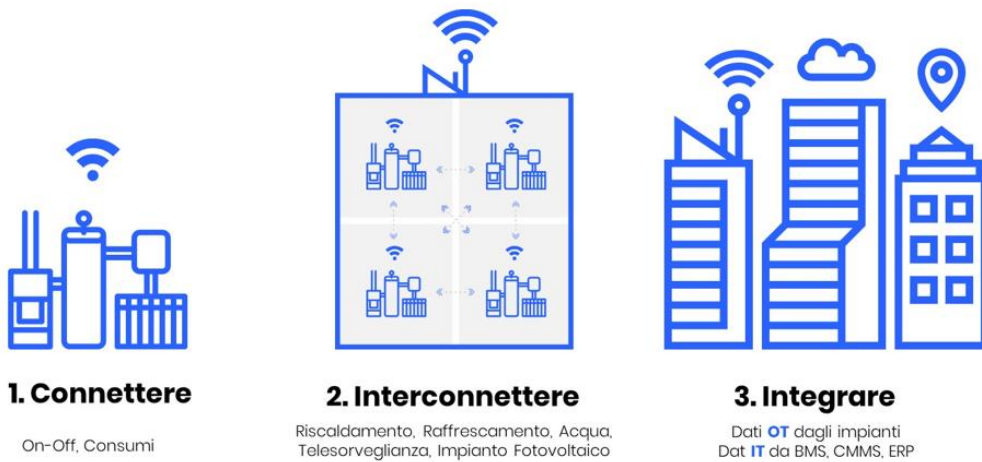 1. Connettere
On-Off, Consumi
2. Interconnettere
Riscaldamento, Raffrescamento, Acqua,
Telesorveglianza, Impianto Fotovoltaico
3. Integrare
Dati OT dagli impianti
Dat IT da BMS, CMMS, ERP